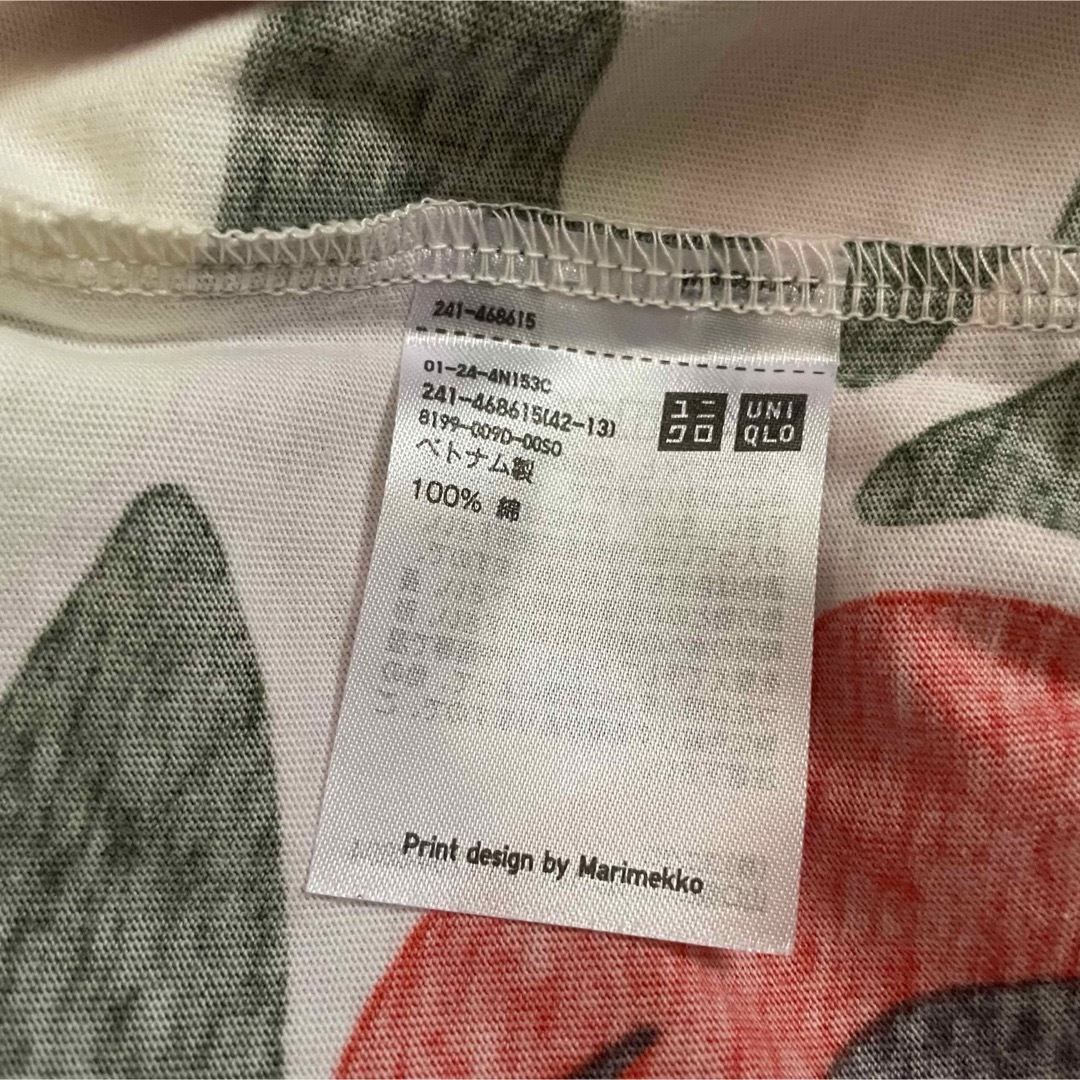 241-468615
01-24-4N153C
241-468615(42-13)
8199-009D-00S0
ベトナム製
100% 綿
ユニ
クロ
UNI
QLO
Print design by Marimekko